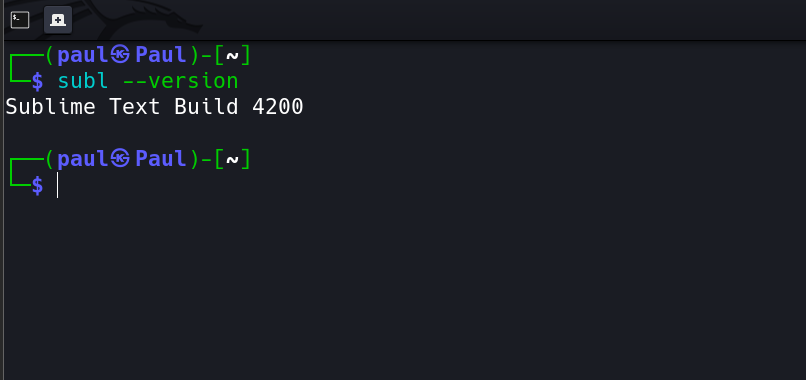 ┌──(paul㉿Paul)-[~]
└─$ subl --version
Sublime Text Build 4200
┌──(paul㉿Paul)-[~]
└─$